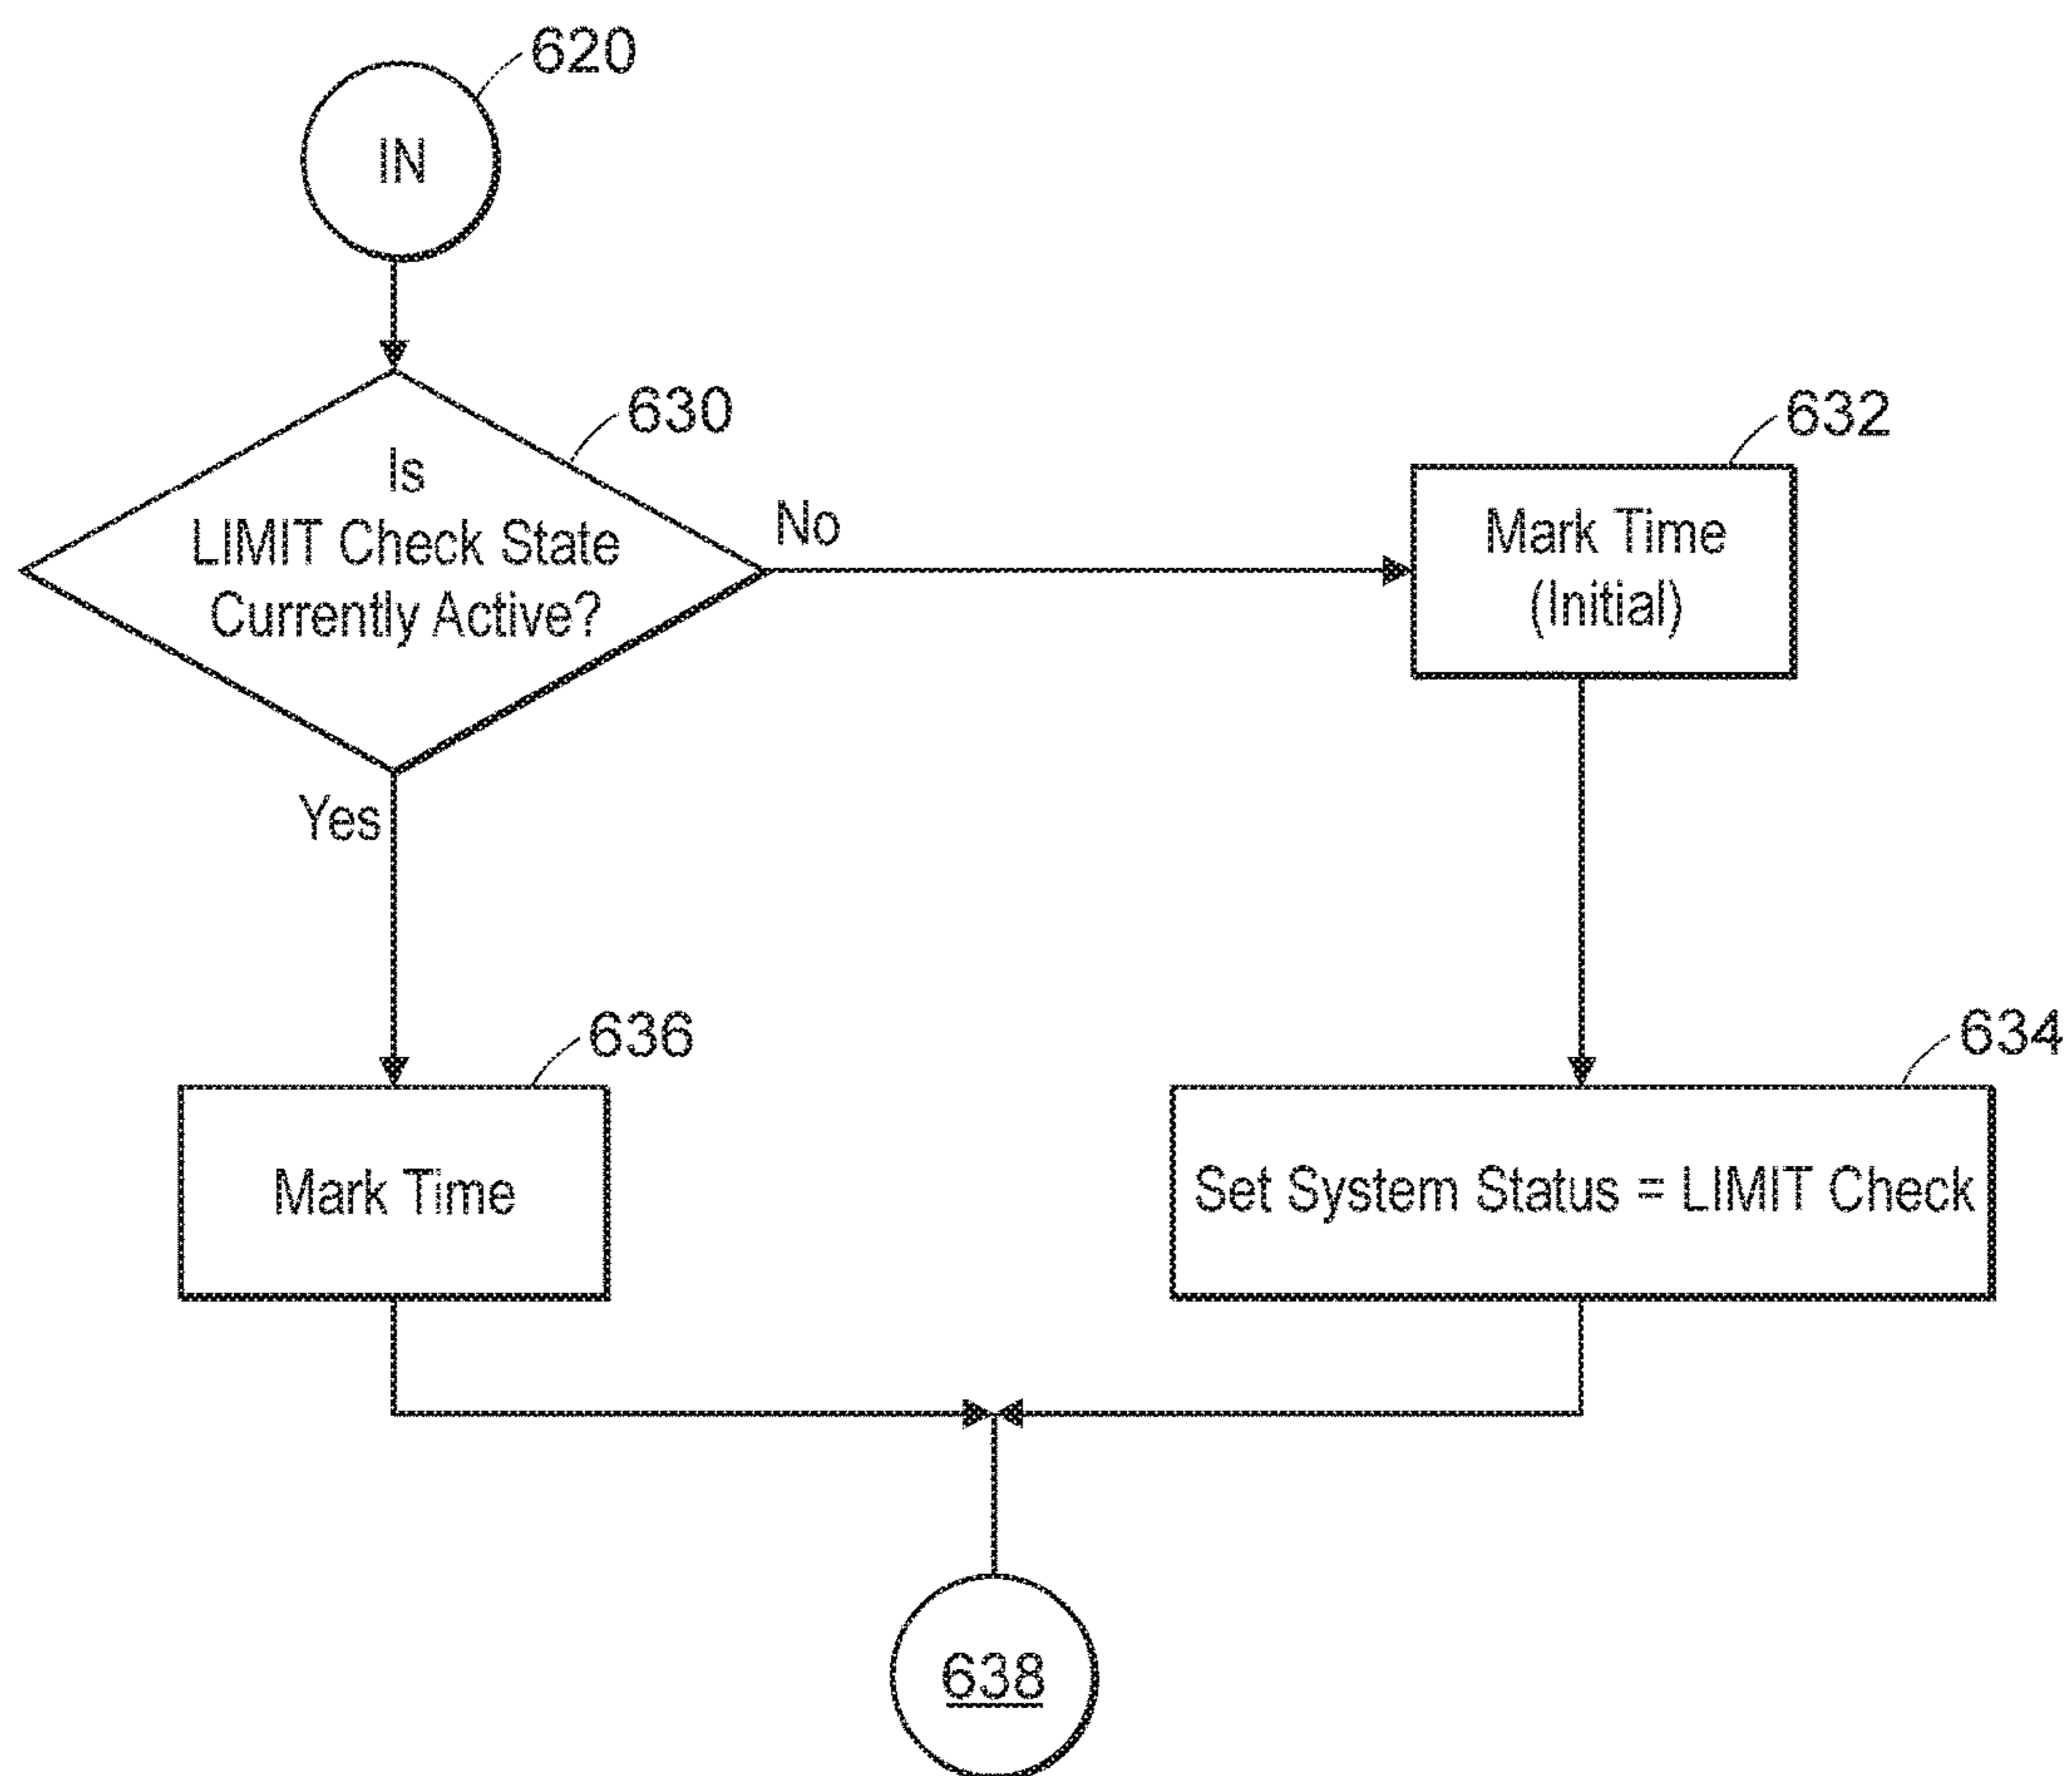 620
IN
630
Is
LIMIT Check State
Currently Active?
No
Yes
632
Mark Time
(Initial)
636
Mark Time
634
Set System Status = LIMIT Check
638